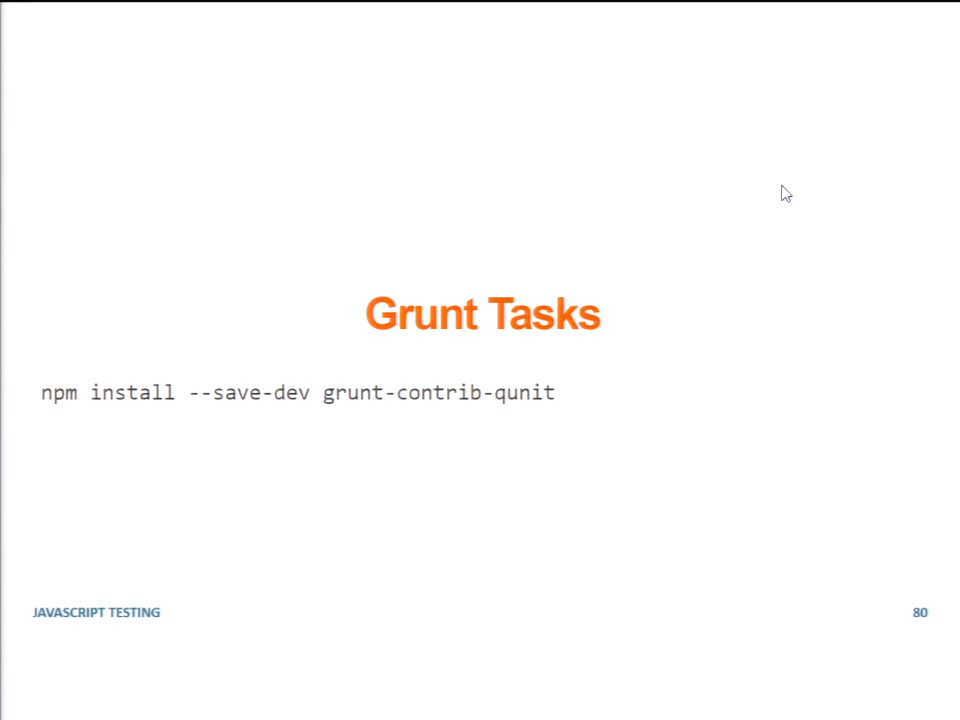 Grunt Tasks
npm install --save-dev grunt-contrib-qunit
JAVASCRIPT TESTING
80